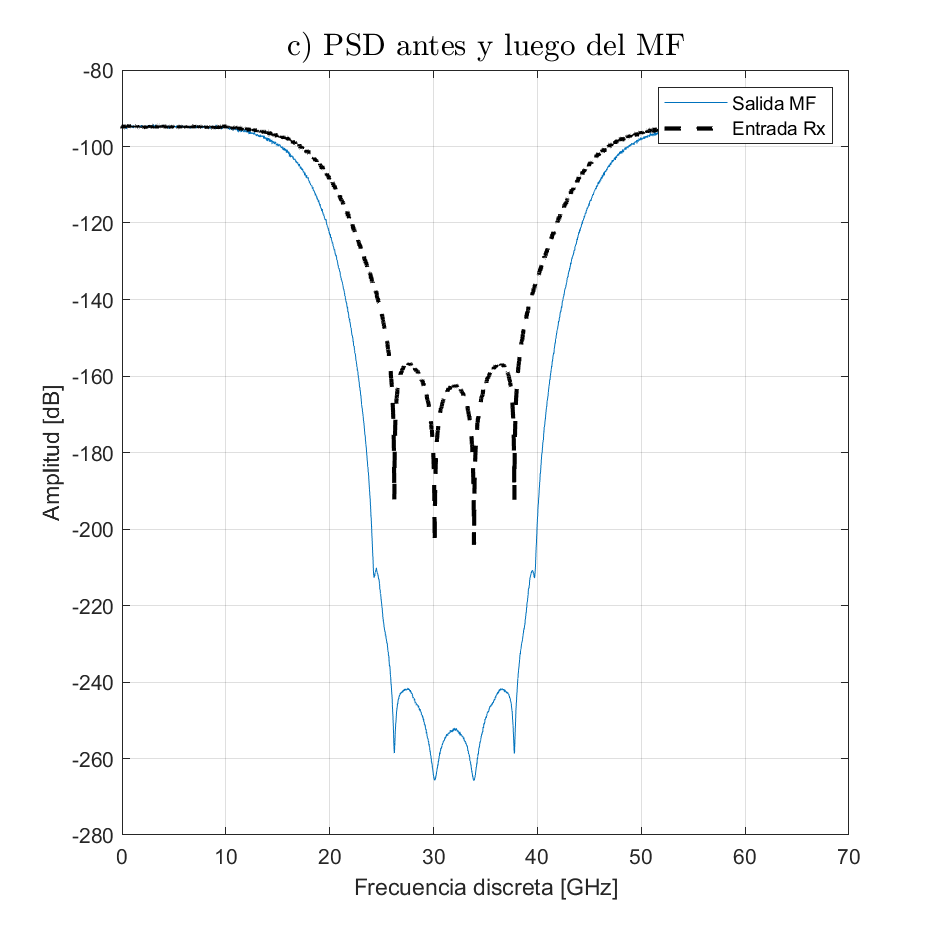 c) PSD antes y luego del MF
Salida MF
Entrada Rx
Amplitud [dB]
-80
-100
-120
-140
-160
-180
-200
-220
-240
-260
-280
0 10 20 30 40 50 60 70
Frecuencia discreta [GHz]